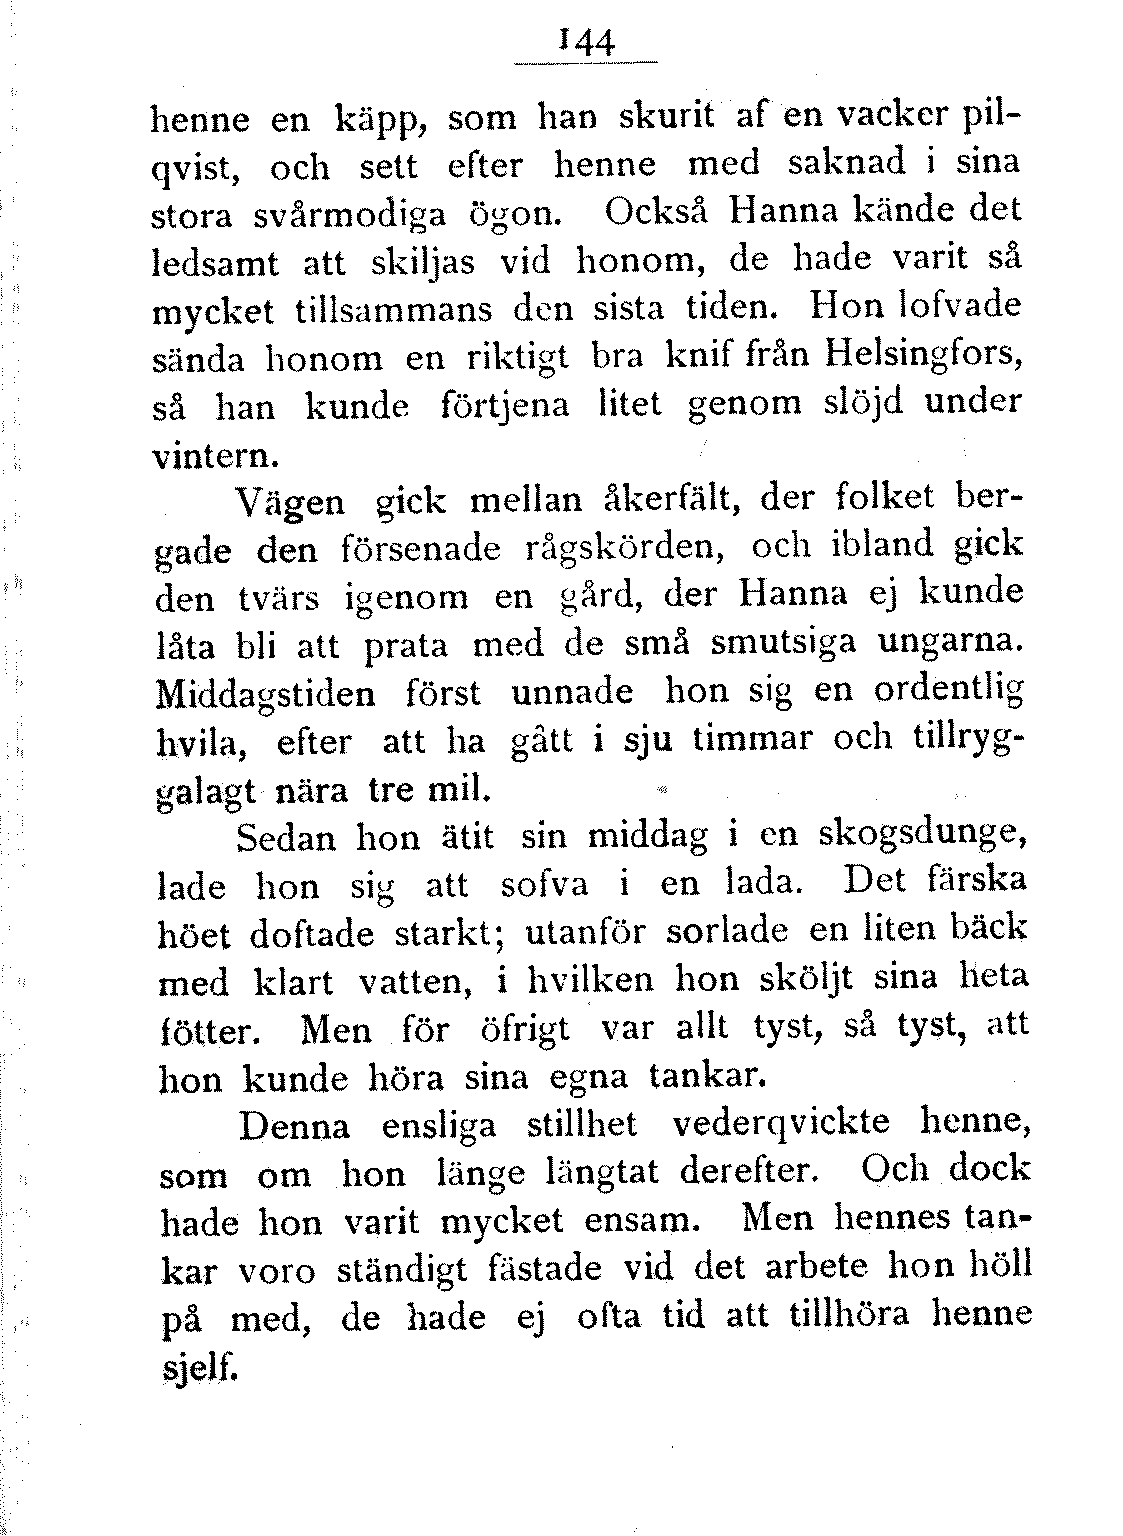 144
henne en käpp, som han skurit af en vacker pil-
qvist, och sett efter henne med saknad i sina
stora svårmodiga ögon. Också Hanna kände det
ledsamt att skiljas vid honom, de hade varit så
mycket tillsammans den sista tiden. Hon lofvade
sända honom en riktigt bra knif från Helsingfors,
så han kunde förtjena litet genom slöjd under
vintern.
Vägen gick mellan åkerfält, der folket ber-
gade den försenade rågskörden, och ibland gick
den tvärs igenom en gård, der Hanna ej kunde
låta bli att prata med de små smutsiga ungarna.
Middagstiden först unnade hon sig en ordentlig
hvila, efter att ha gått i sju timmar och tillryg-
galagt nära tre mil.
Sedan hon ätit sin middag i en skogsdunge,
lade hon sig att sofva i en lada. Det färska
höet doftade starkt; utanför sorlade en liten bäck
med klart vatten, i hvilken hon sköljt sina heta
fötter. Men för öfrigt var allt tyst, så tyst, att
hon kunde höra sina egna tankar.
Denna ensliga stillhet vederqvickte henne,
som om hon länge längtat derefter. Och dock
hade hon varit mycket ensam. Men hennes tan-
kar voro ständigt fästade vid det arbete hon höll
på med, de hade ej ofta tid att tillhöra henne
sjelf.